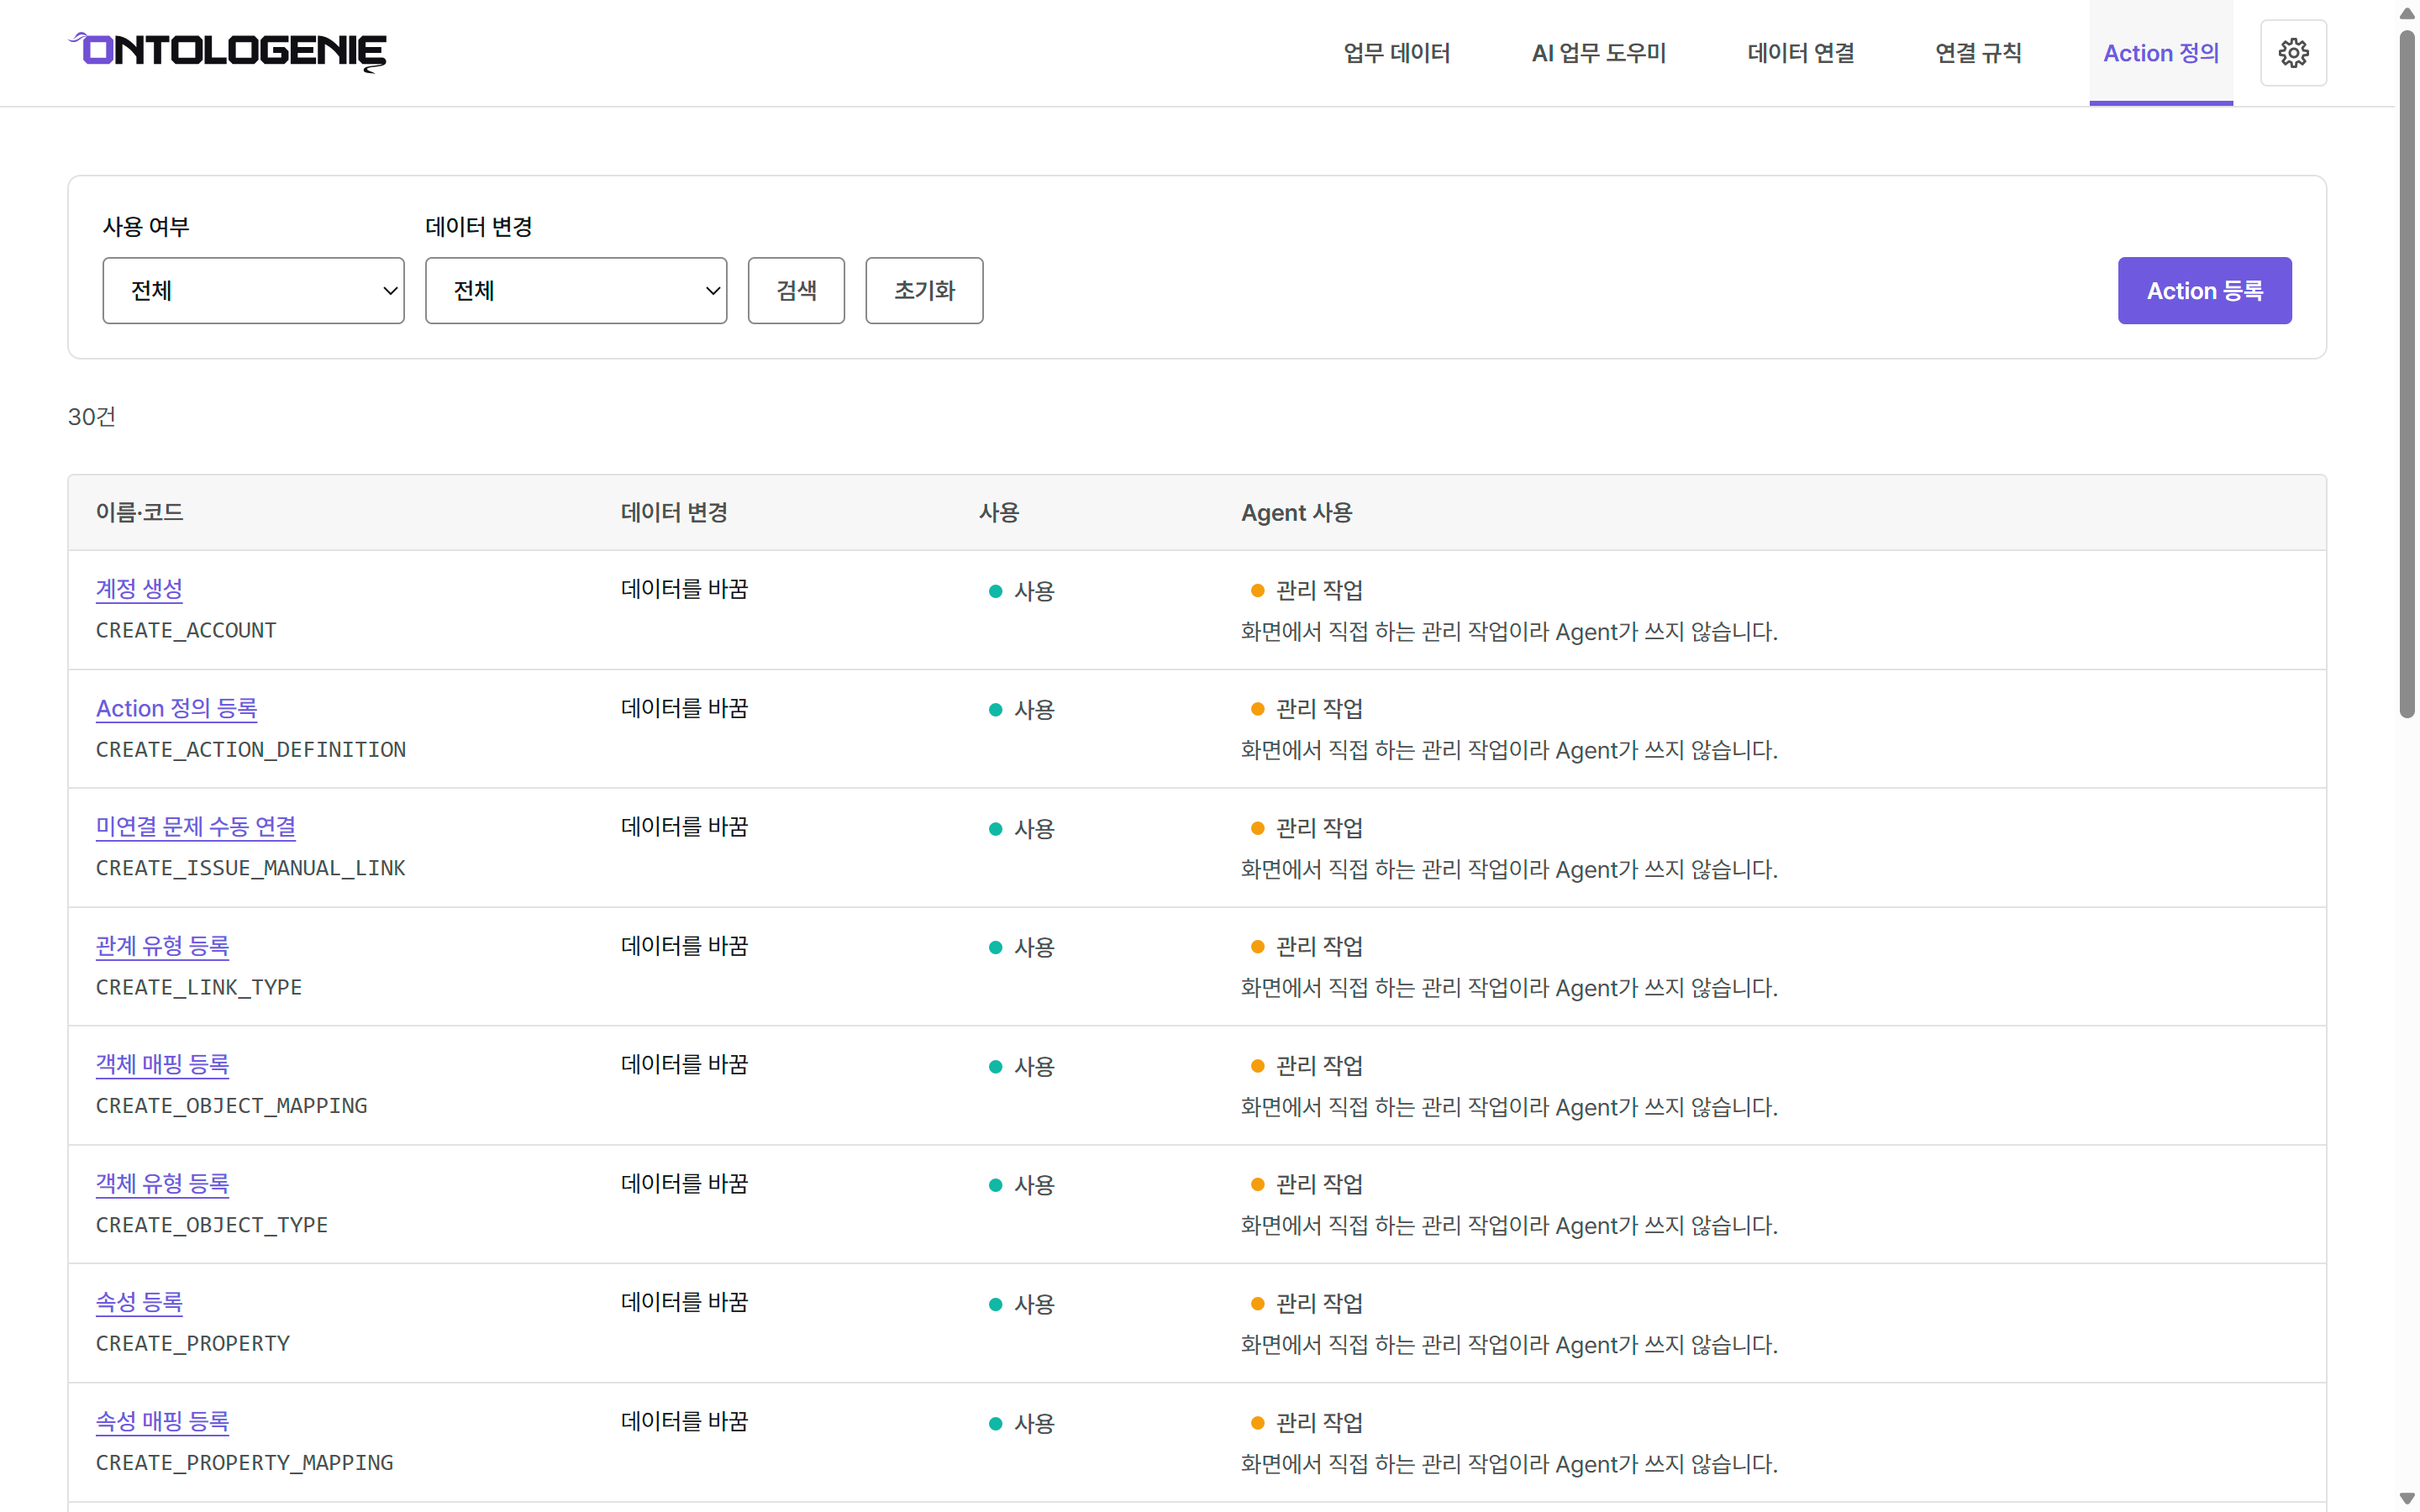 ONTOLOGENIE
업무 데이터
AI 업무 도우미
데이터 연결
연결 규칙
Action 정의
사용 여부
데이터 변경
전체
전체
검색
초기화
Action 등록
30건
이름·코드
데이터 변경
사용
Agent 사용
계정 생성
데이터를 바꿈
사용
관리 작업
CREATE_ACCOUNT
화면에서 직접 하는 관리 작업이라 Agent가 쓰지 않습니다.
Action 정의 등록
데이터를 바꿈
사용
관리 작업
CREATE_ACTION_DEFINITION
화면에서 직접 하는 관리 작업이라 Agent가 쓰지 않습니다.
미연결 문제 수동 연결
데이터를 바꿈
사용
관리 작업
CREATE_ISSUE_MANUAL_LINK
화면에서 직접 하는 관리 작업이라 Agent가 쓰지 않습니다.
관계 유형 등록
데이터를 바꿈
사용
관리 작업
CREATE_LINK_TYPE
화면에서 직접 하는 관리 작업이라 Agent가 쓰지 않습니다.
객체 매핑 등록
데이터를 바꿈
사용
관리 작업
CREATE_OBJECT_MAPPING
화면에서 직접 하는 관리 작업이라 Agent가 쓰지 않습니다.
객체 유형 등록
데이터를 바꿈
사용
관리 작업
CREATE_OBJECT_TYPE
화면에서 직접 하는 관리 작업이라 Agent가 쓰지 않습니다.
속성 등록
데이터를 바꿈
사용
관리 작업
CREATE_PROPERTY
화면에서 직접 하는 관리 작업이라 Agent가 쓰지 않습니다.
속성 매핑 등록
데이터를 바꿈
사용
관리 작업
CREATE_PROPERTY_MAPPING
화면에서 직접 하는 관리 작업이라 Agent가 쓰지 않습니다.